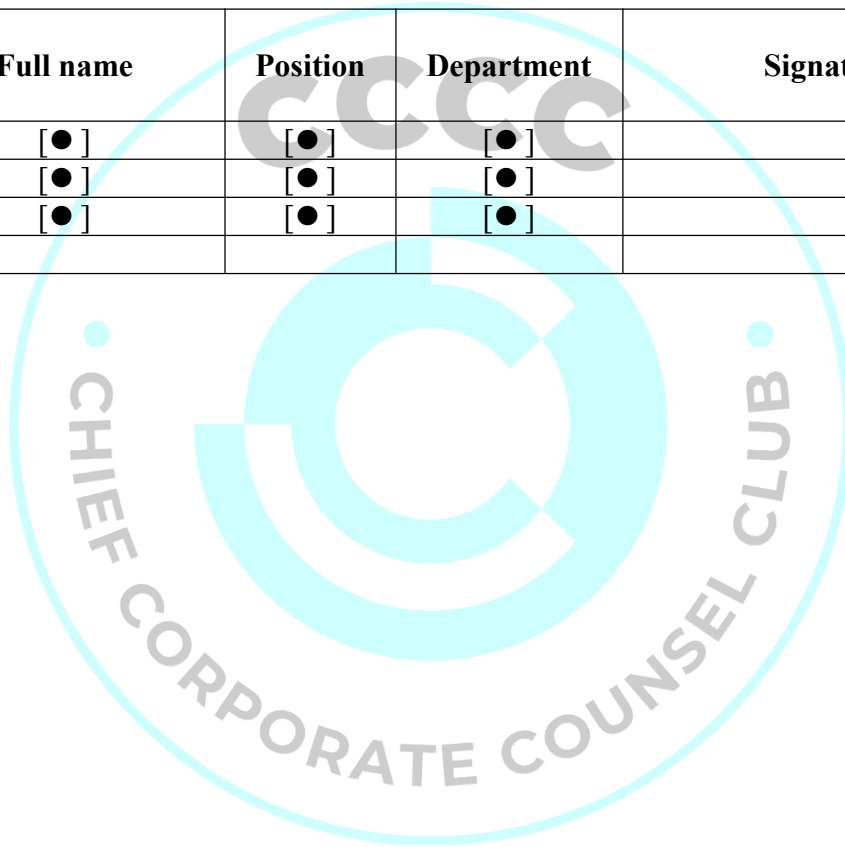 Full name Position Department Signat
[●] [●] [●]
[●] [●] [●]
[●] [●] [●]
CCCC
CHIEF CORPORATE COUNSEL CLUB